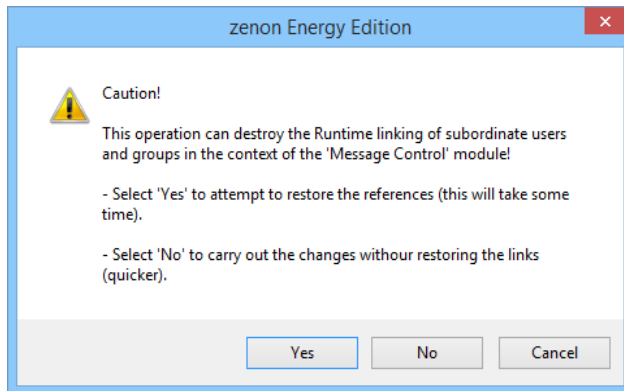 zenon Energy Edition
Caution!
This operation can destroy the Runtime linking of subordinate users
and groups in the context of the 'Message Control' module!
- Select 'Yes' to attempt to restore the references (this will take some
time).
- Select 'No' to carry out the changes withour restoring the links
(quicker).
Yes
No
Cancel